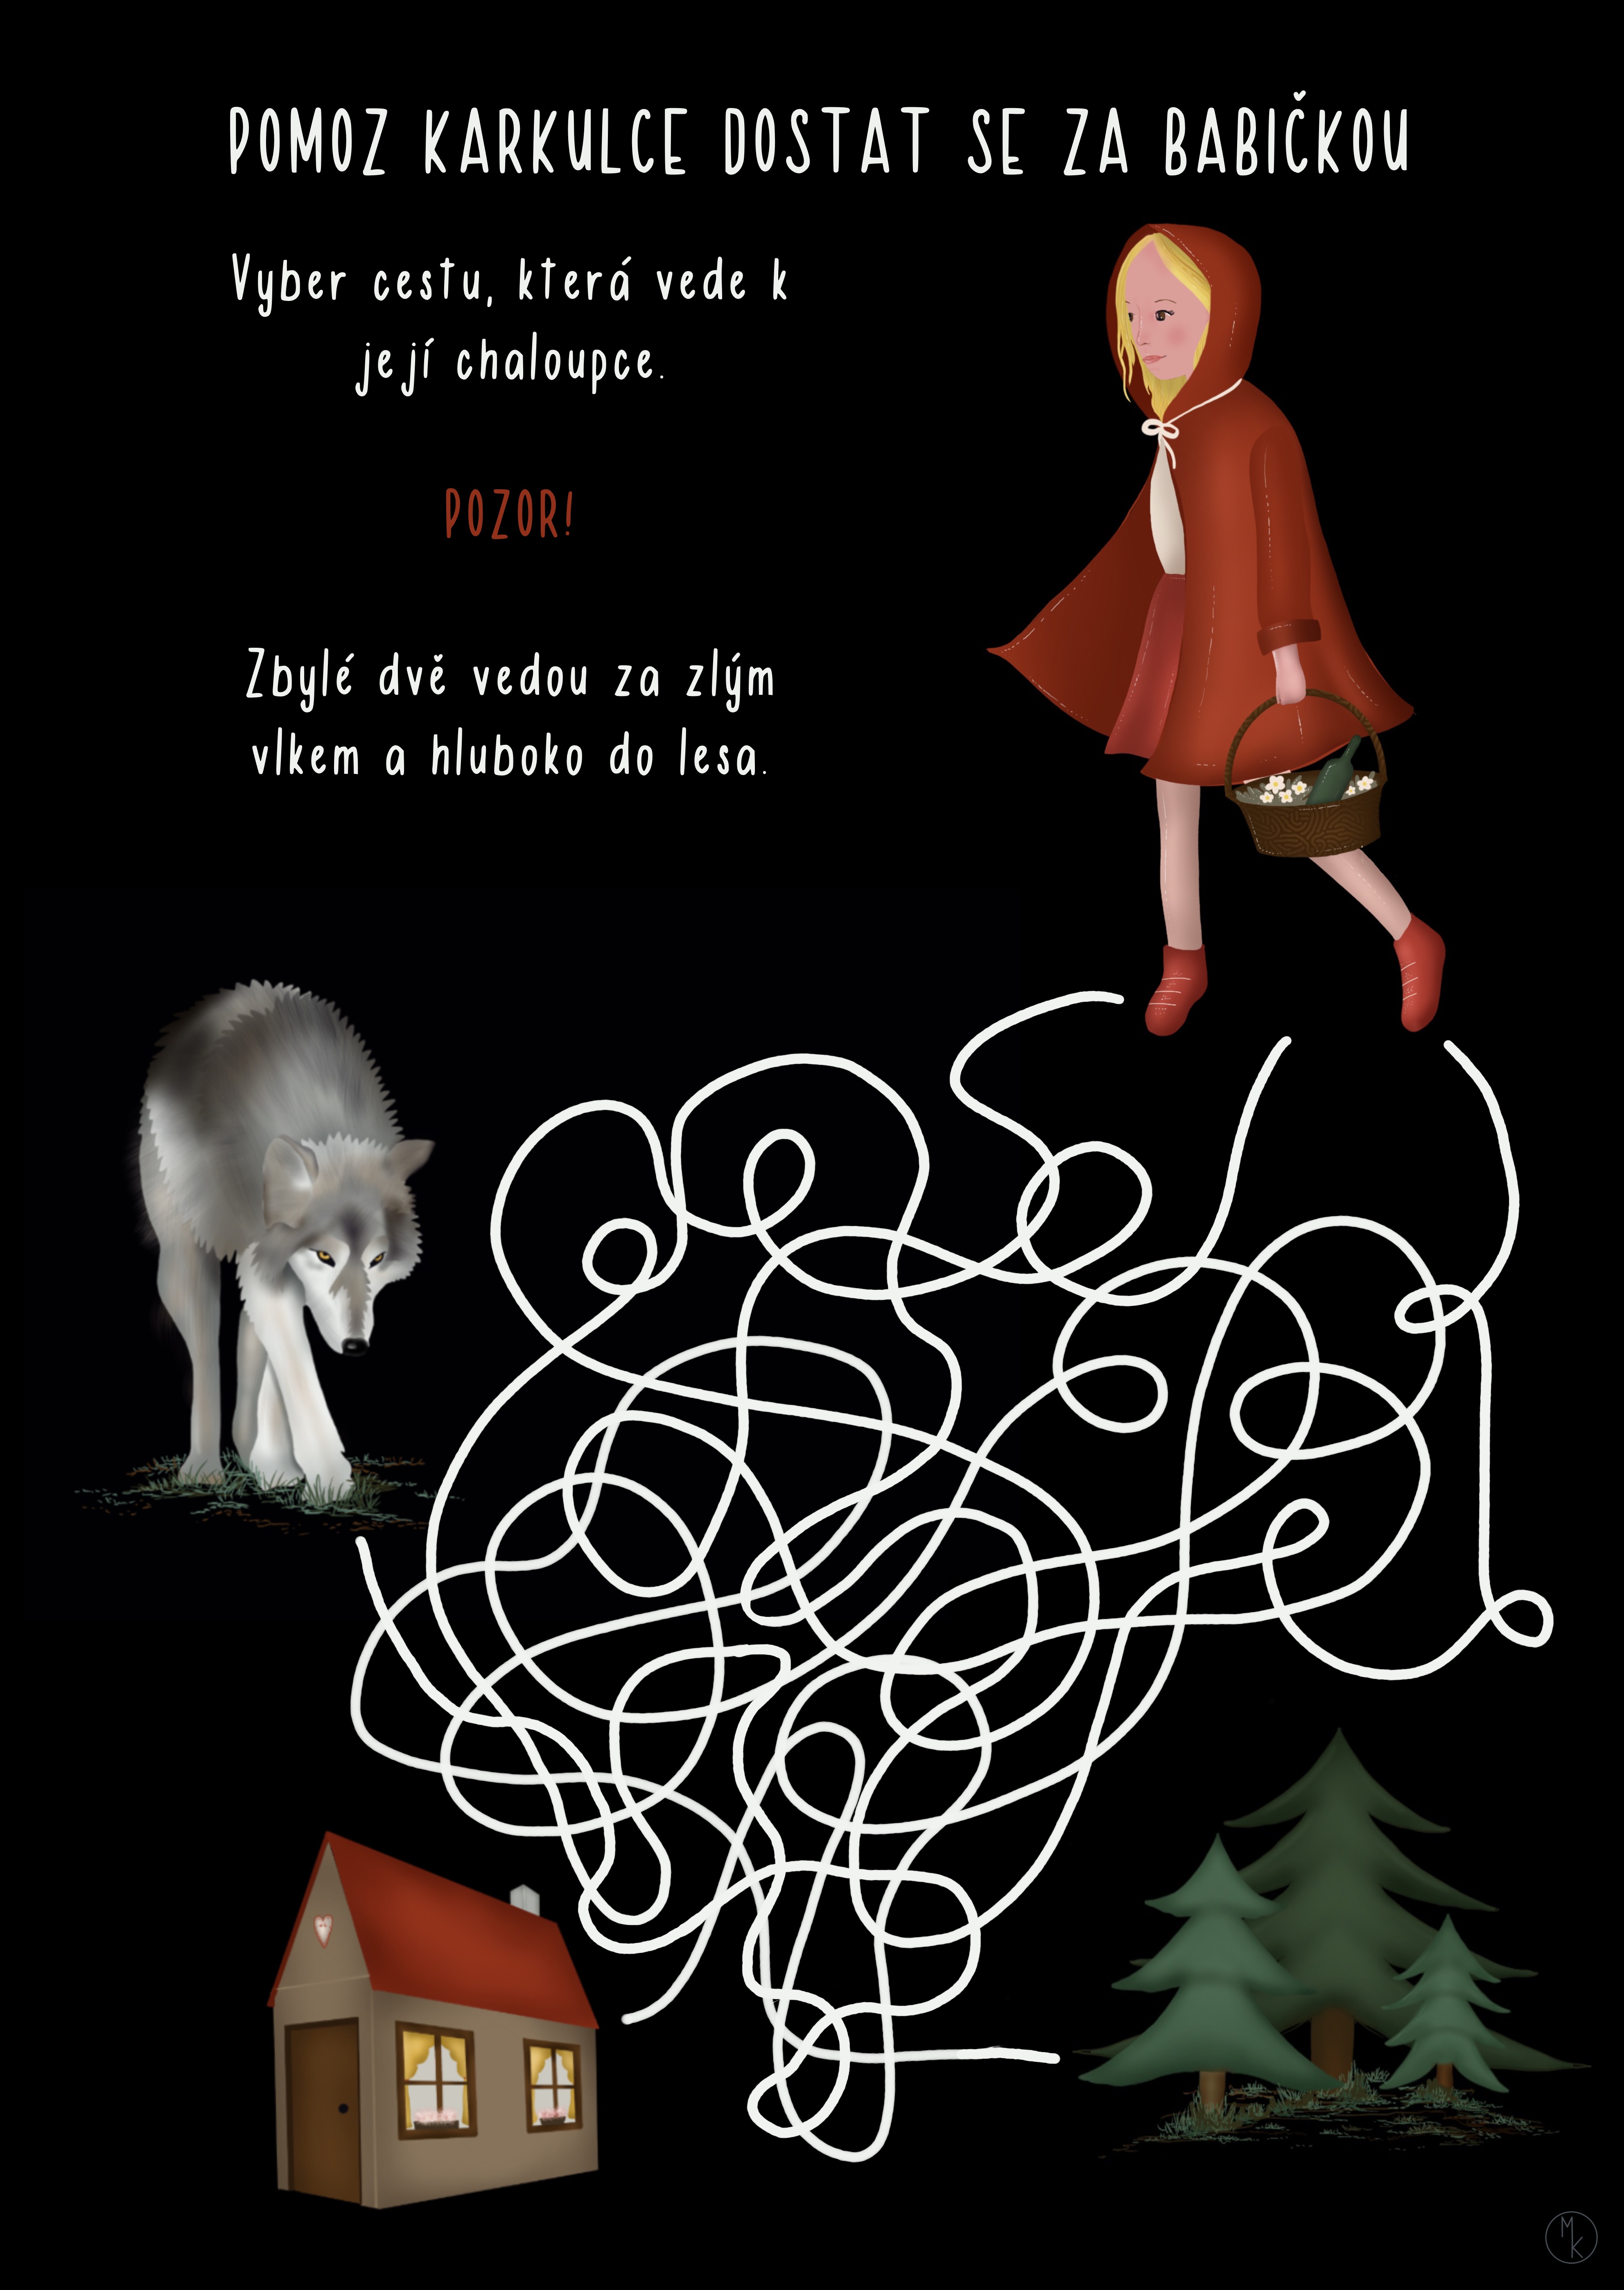 POMOZ KARKULCE DOSTAT SE ZA BABIČKOU
Vyber cestu, která vede k
její chaloupce.
POZOR!
Zbylé dvě vedou za zlým
vlkem a hluboko do lesa.
MK